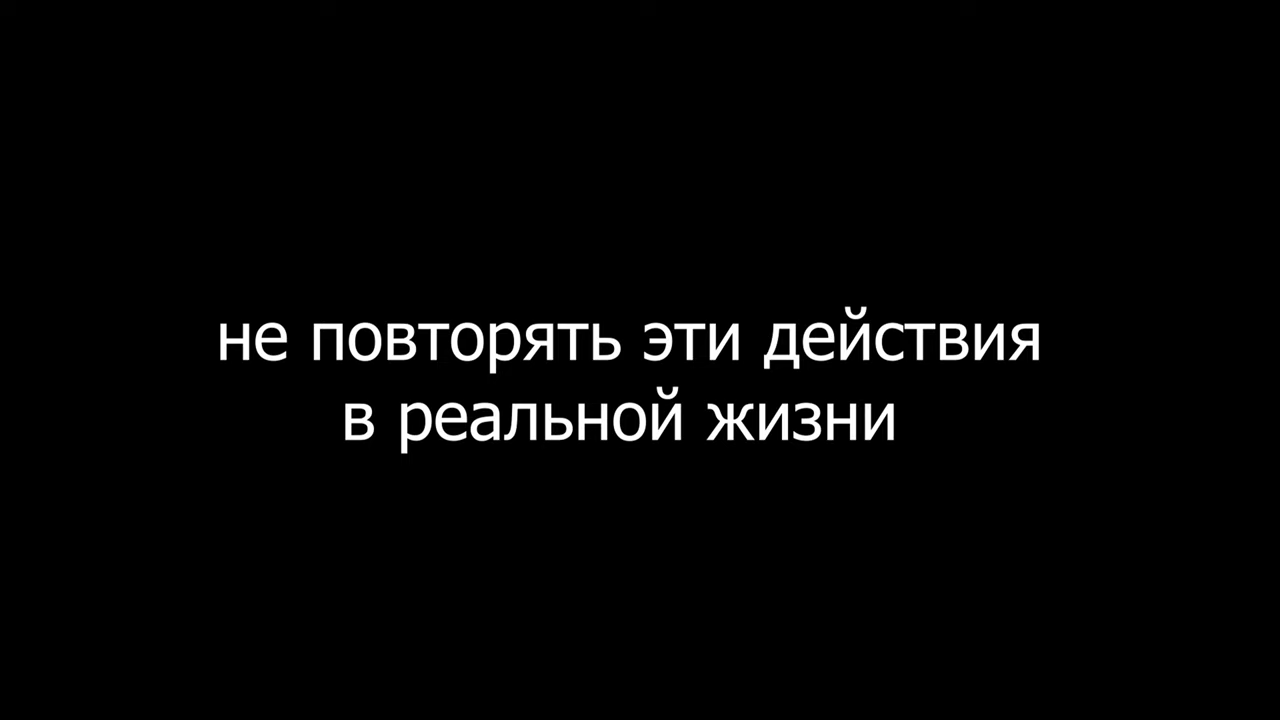 не повторять эти действия
в реальной жизни